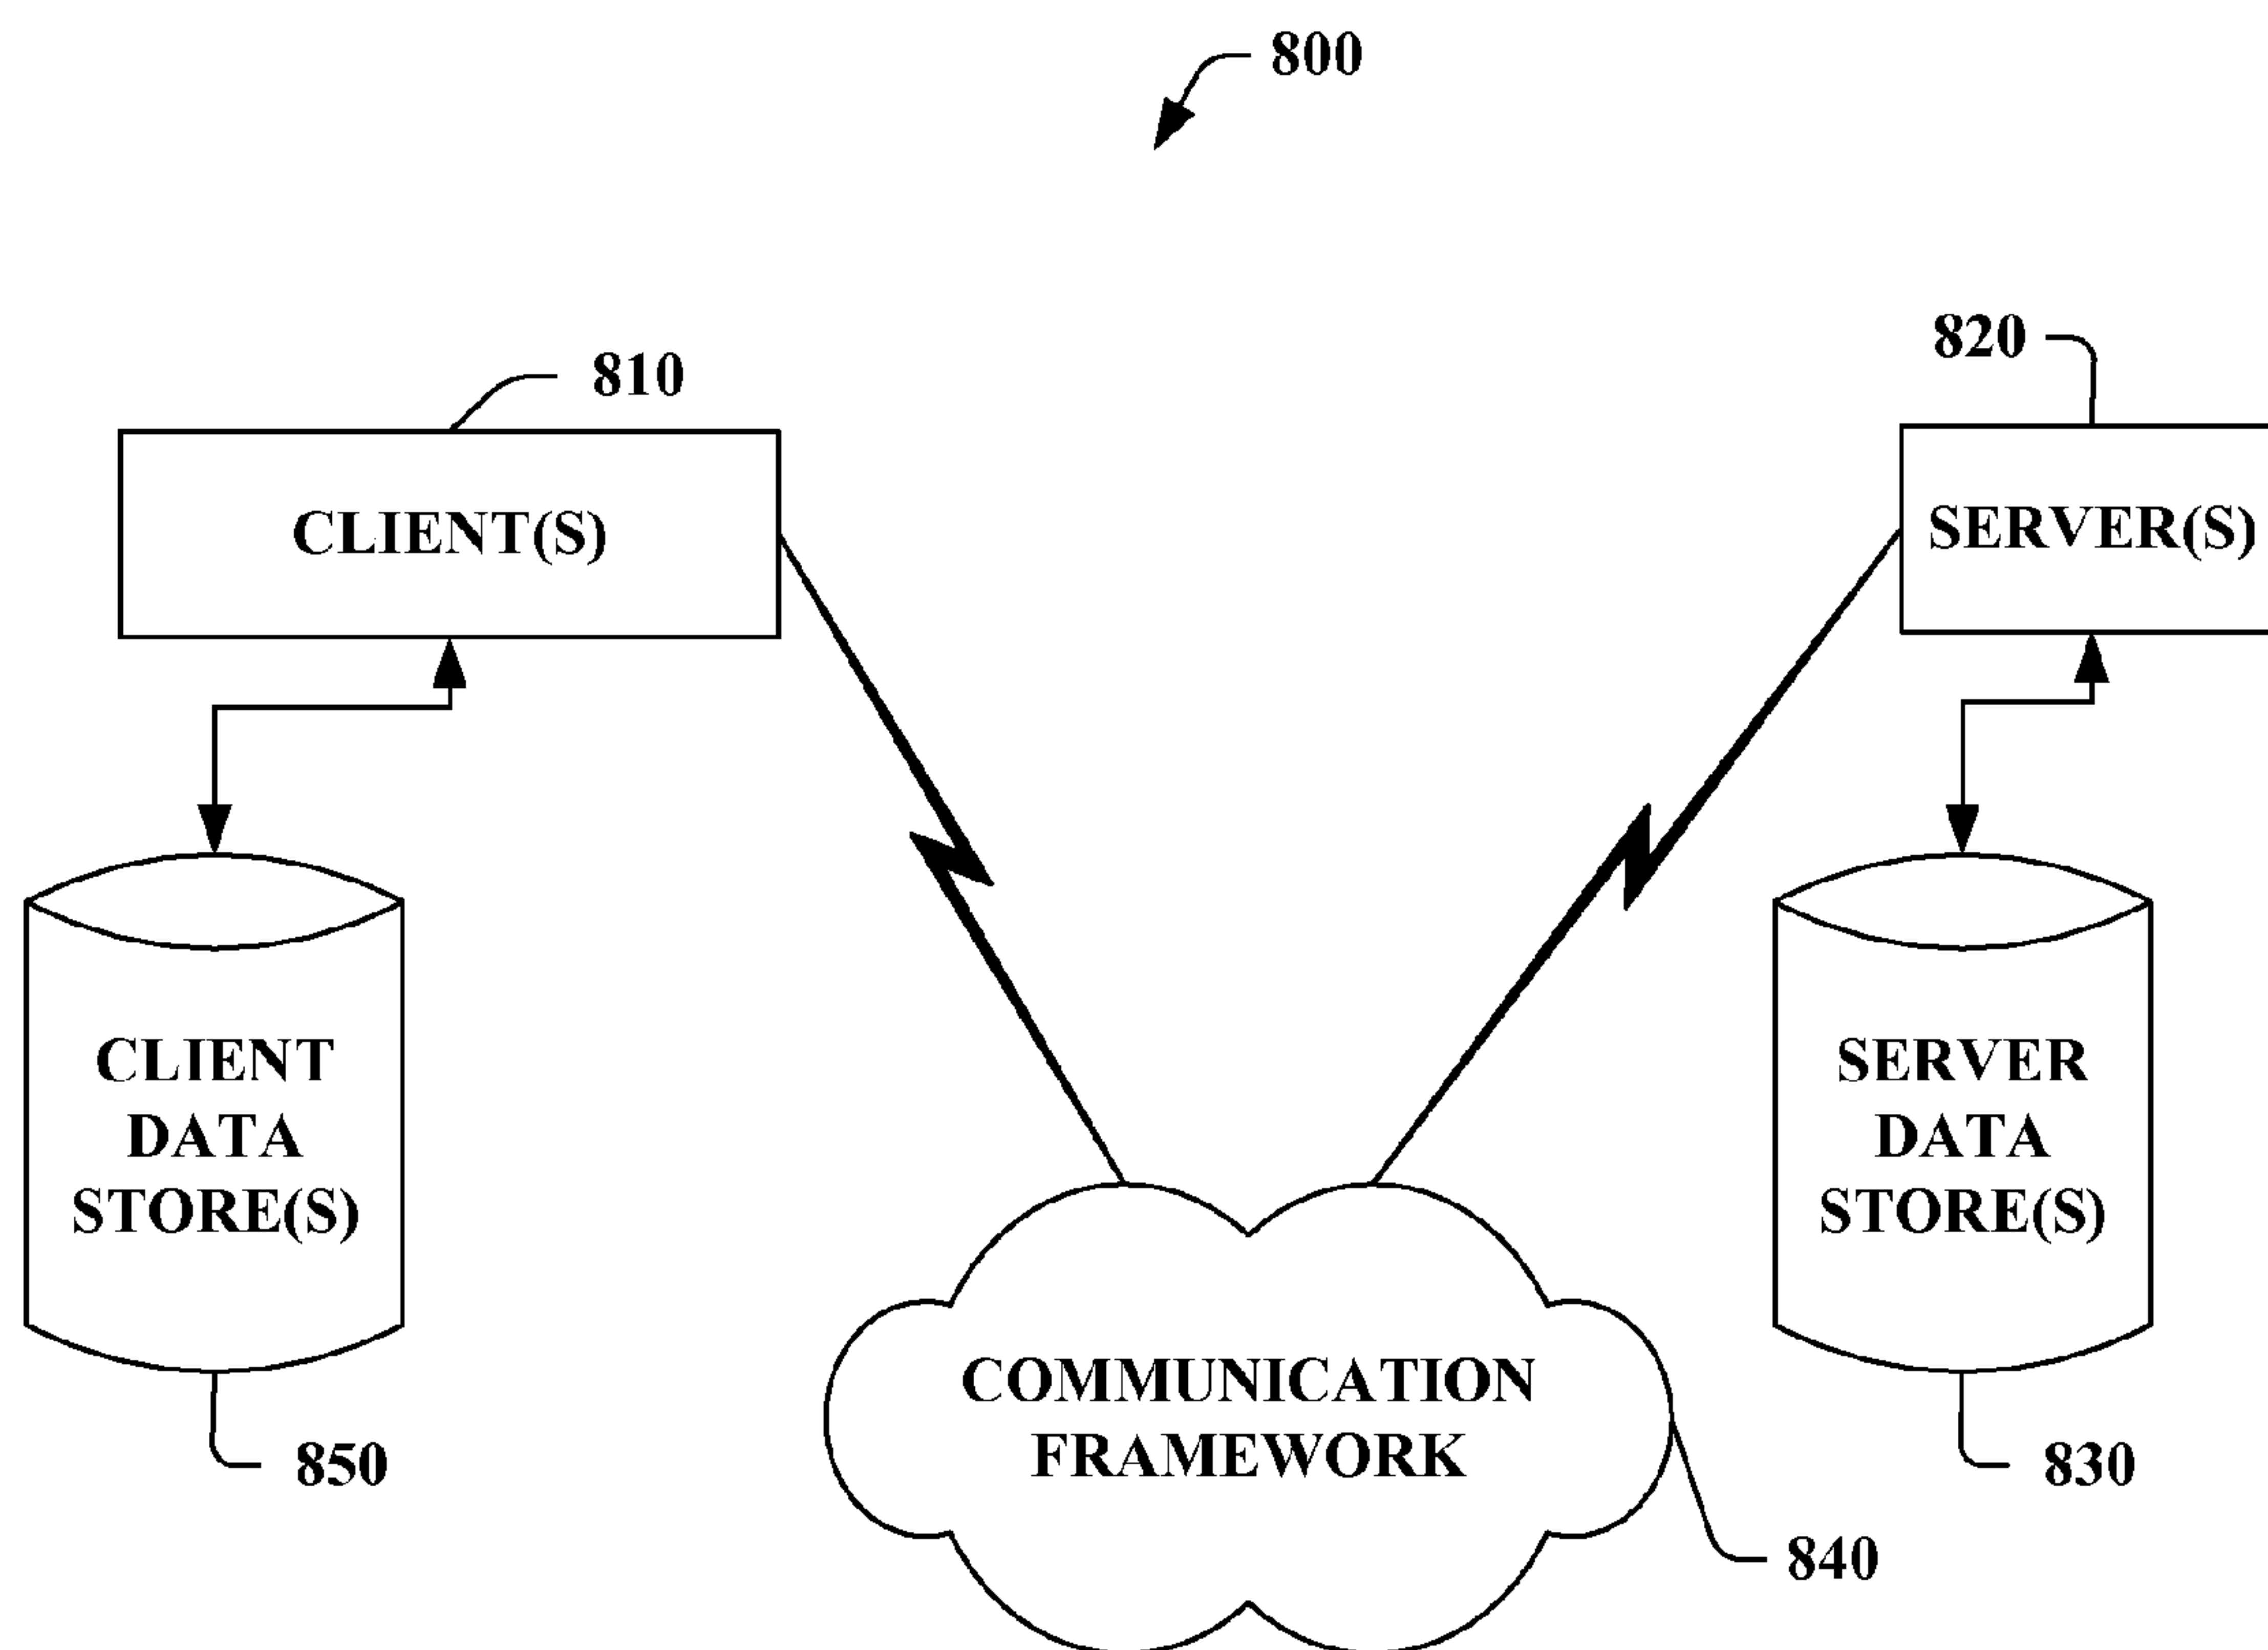 800
810
820
CLIENT(S)
SERVER(S)
CLIENT
DATA
STORE(S)
SERVER
DATA
STORE(S)
COMMUNICATION
FRAMEWORK
850
830
840